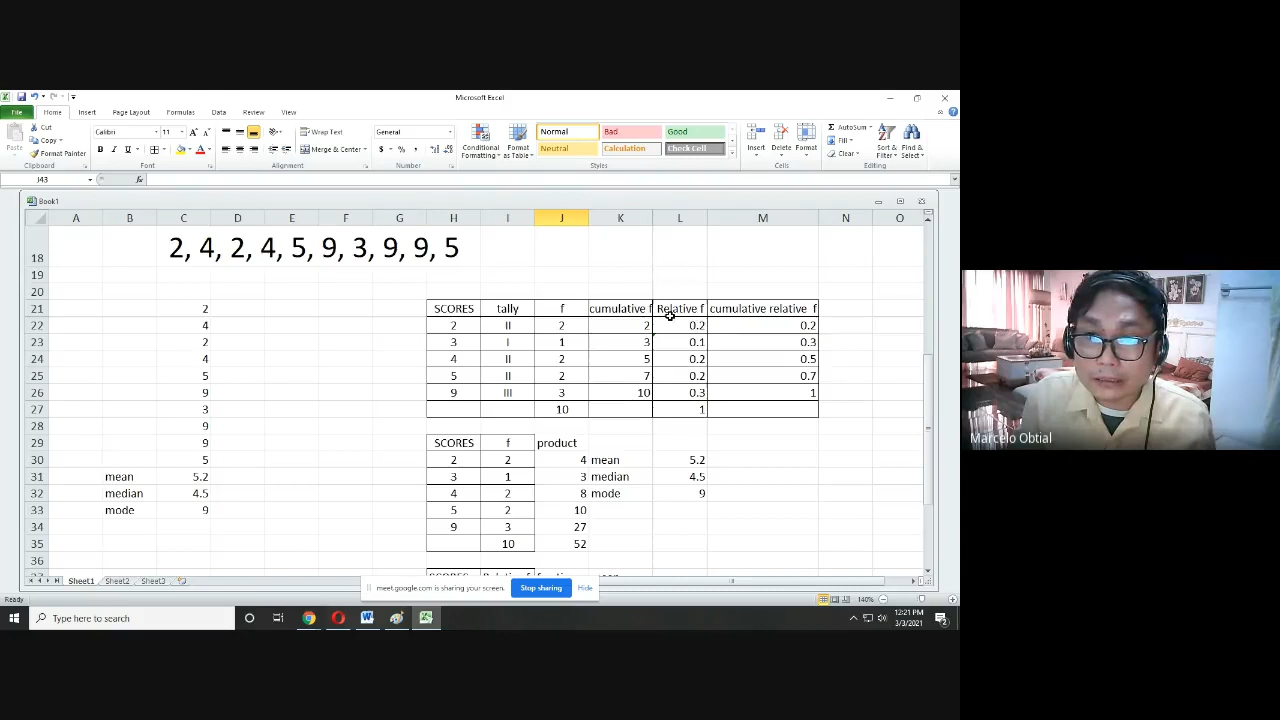 Microsoft Excel
File Home Insert Page Layout Formulas Data Review View
Paste
Cut
Copy
Format Painter
Clipboard
Calibri 11
Font
Wrap Text
Merge & Center
Alignment
General
Number
Conditional Formatting
Format as Table
Normal Bad Good
Neutral Calculation Check Cell
Styles
Insert Delete Format
Cells
AutoSum
Fill
Clear
Sort & Filter
Find & Select
Editing
J43
Book1
A B C D E F G H I J K L M N O
18 2, 4, 2, 4, 5, 9, 3, 9, 9, 5
19
20
21 2 SCORES tally f cumulative f Relative f cumulative relative f
22 4 2 II 2 2 0.2 0.2
23 2 3 I 1 3 0.1 0.3
24 4 4 II 2 5 0.2 0.5
25 5 5 II 2 7 0.2 0.7
26 9 9 III 3 10 0.3 1
27 3 10 1
28 9
29 9 SCORES f product
30 5 2 2 4 mean 5.2
31 mean 5.2 3 1 3 median 4.5
32 median 4.5 4 2 8 mode 9
33 mode 9 5 2 10
34 9 3 27
35 10 52
36
Sheet1 Sheet2 Sheet3
meet.google.com is sharing your screen. Stop sharing Hide
Ready
140%
Type here to search
12:21 PM
3/3/2021
Marcelo Obtial